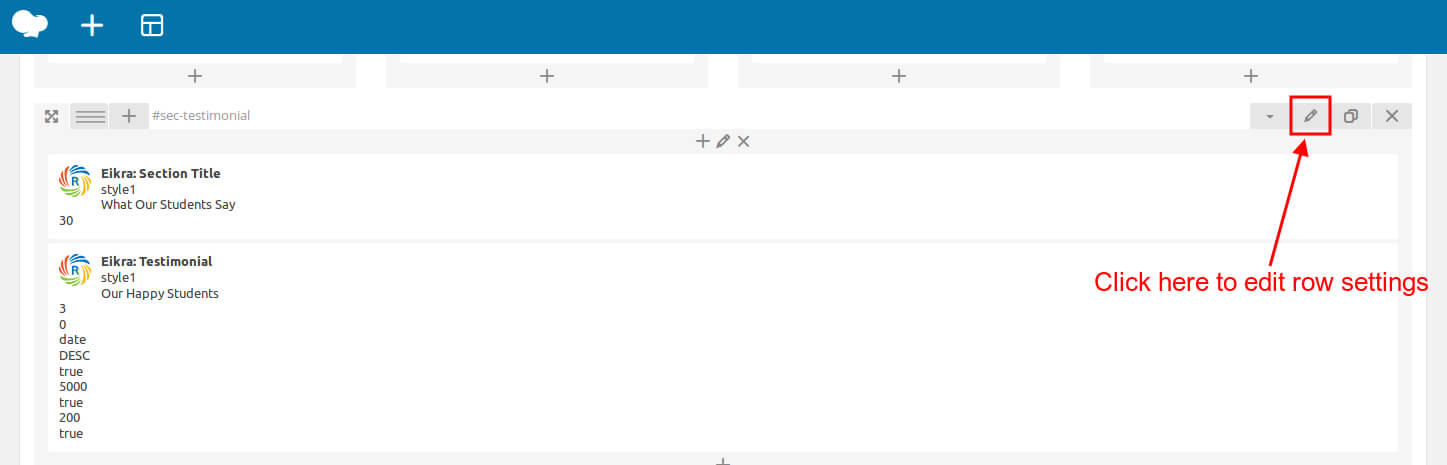 #sec-testimonial
R
Eikra: Section Title
style1
What Our Students Say
30
R
Eikra: Testimonial
style1
Our Happy Students
3
0
date
DESC
true
5000
true
200
true
Click here to edit row settings